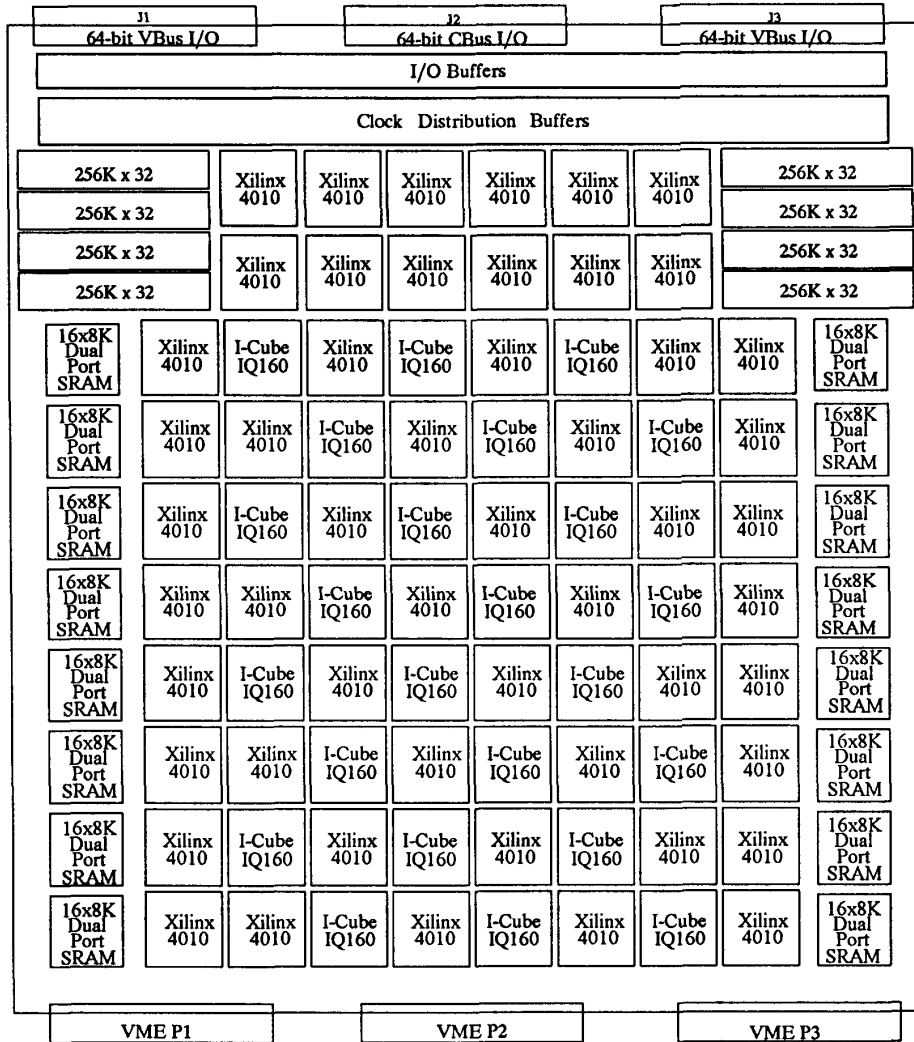 J1 J2 J3
64-bit VBus I/O 64-bit CBus I/O 64-bit VBus I/O
I/O Buffers
Clock Distribution Buffers
256K x 32 Xilinx Xilinx Xilinx Xilinx Xilinx Xilinx 256K x 32
4010 4010 4010 4010 4010 4010
256K x 32 256K x 32
256K x 32 Xilinx Xilinx Xilinx Xilinx Xilinx Xilinx 256K x 32
4010 4010 4010 4010 4010 4010
256K x 32 256K x 32
16x8K 16x8K
Dual Xilinx I-Cube Xilinx I-Cube Xilinx I-Cube Xilinx Xilinx Dual
Port 4010 IQ160 4010 IQ160 4010 IQ160 4010 4010 Port
SRAM SRAM
16x8K 16x8K
Dual Xilinx Xilinx I-Cube Xilinx I-Cube Xilinx I-Cube Xilinx Dual
Port 4010 4010 IQ160 4010 IQ160 4010 IQ160 4010 Port
SRAM SRAM
16x8K 16x8K
Dual Xilinx I-Cube Xilinx I-Cube Xilinx I-Cube Xilinx Xilinx Dual
Port 4010 IQ160 4010 IQ160 4010 IQ160 4010 4010 Port
SRAM SRAM
16x8K 16x8K
Dual Xilinx Xilinx I-Cube Xilinx I-Cube Xilinx I-Cube Xilinx Dual
Port 4010 4010 IQ160 4010 IQ160 4010 IQ160 4010 Port
SRAM SRAM
16x8K 16x8K
Dual Xilinx I-Cube Xilinx I-Cube Xilinx I-Cube Xilinx Xilinx Dual
Port 4010 IQ160 4010 IQ160 4010 IQ160 4010 4010 Port
SRAM SRAM
16x8K 16x8K
Dual Xilinx Xilinx I-Cube Xilinx I-Cube Xilinx I-Cube Xilinx Dual
Port 4010 4010 IQ160 4010 IQ160 4010 IQ160 4010 Port
SRAM SRAM
16x8K 16x8K
Dual Xilinx I-Cube Xilinx I-Cube Xilinx I-Cube Xilinx Xilinx Dual
Port 4010 IQ160 4010 IQ160 4010 IQ160 4010 4010 Port
SRAM SRAM
16x8K 16x8K
Dual Xilinx Xilinx I-Cube Xilinx I-Cube Xilinx I-Cube Xilinx Dual
Port 4010 4010 IQ160 4010 IQ160 4010 IQ160 4010 Port
SRAM SRAM
VME P1 VME P2 VME P3